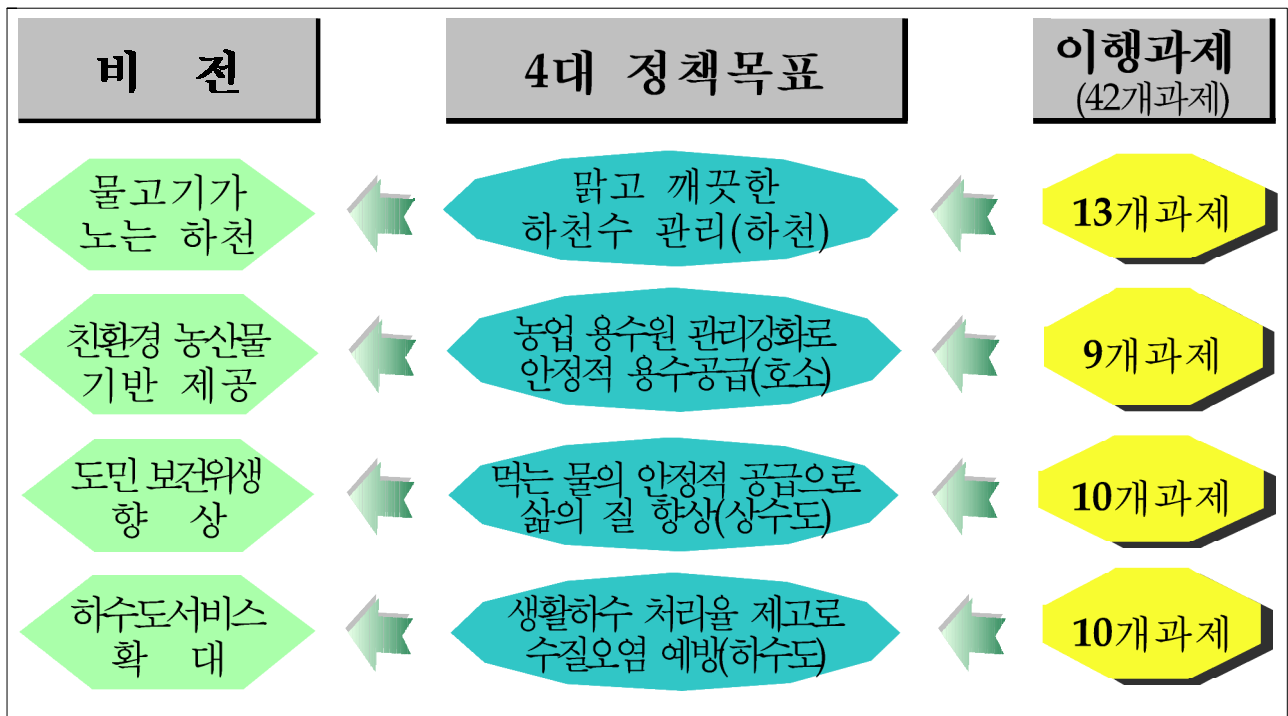 비 전
4대 정책목표
이행과제
(42개과제)
물고기가
노는 하천
맑고 깨끗한
하천수 관리(하천)
13개과제
친환경 농산물
기반 제공
농업 용수원 관리강화로
안정적 용수공급(호소)
9개과제
도민 보건위생
향 상
먹는 물의 안정적 공급으로
삶의 질 향상(상수도)
10개과제
하수도서비스
확 대
생활하수 처리율 제고로
수질오염 예방(하수도)
10개과제